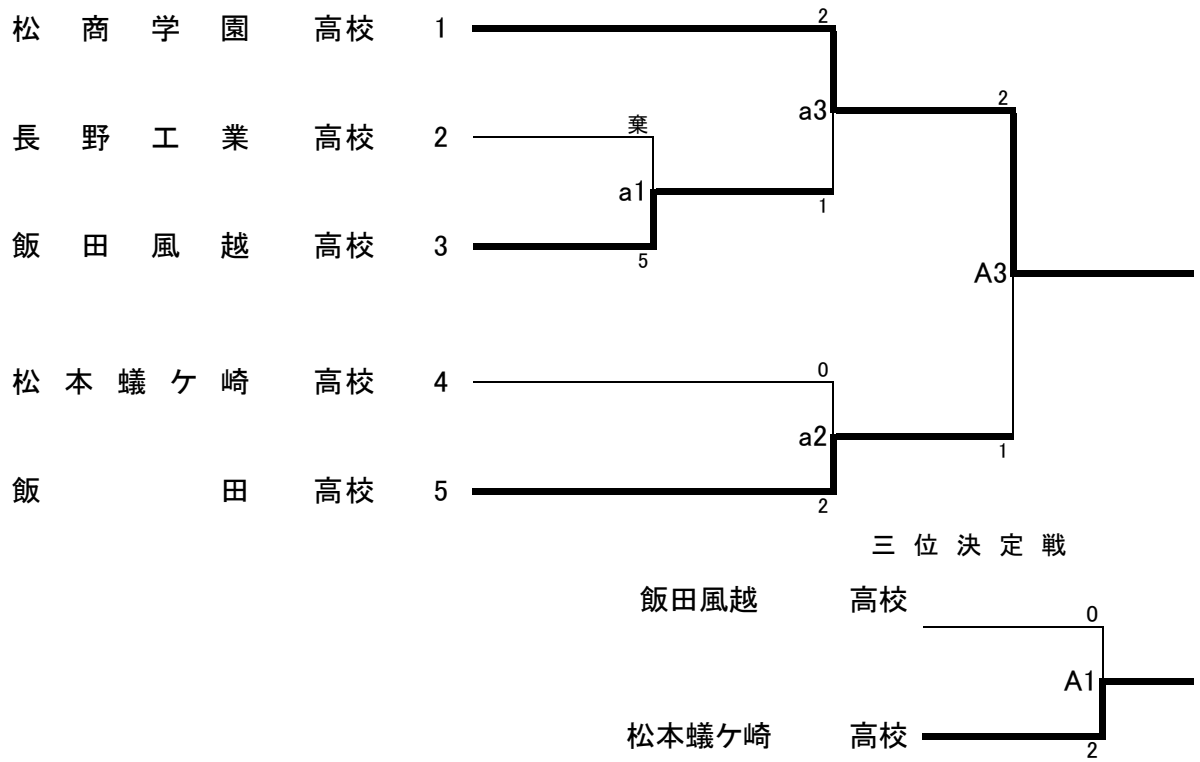 松商学園 高校 1
2
a3
2
長野工業 高校 2
棄
a1
1
飯田風越 高校 3
5
A3
松本蟻ケ崎 高校 4
0
a2
1
飯田 高校 5
2
三位決定戦
飯田風越 高校
0
A1
松本蟻ケ崎 高校
2